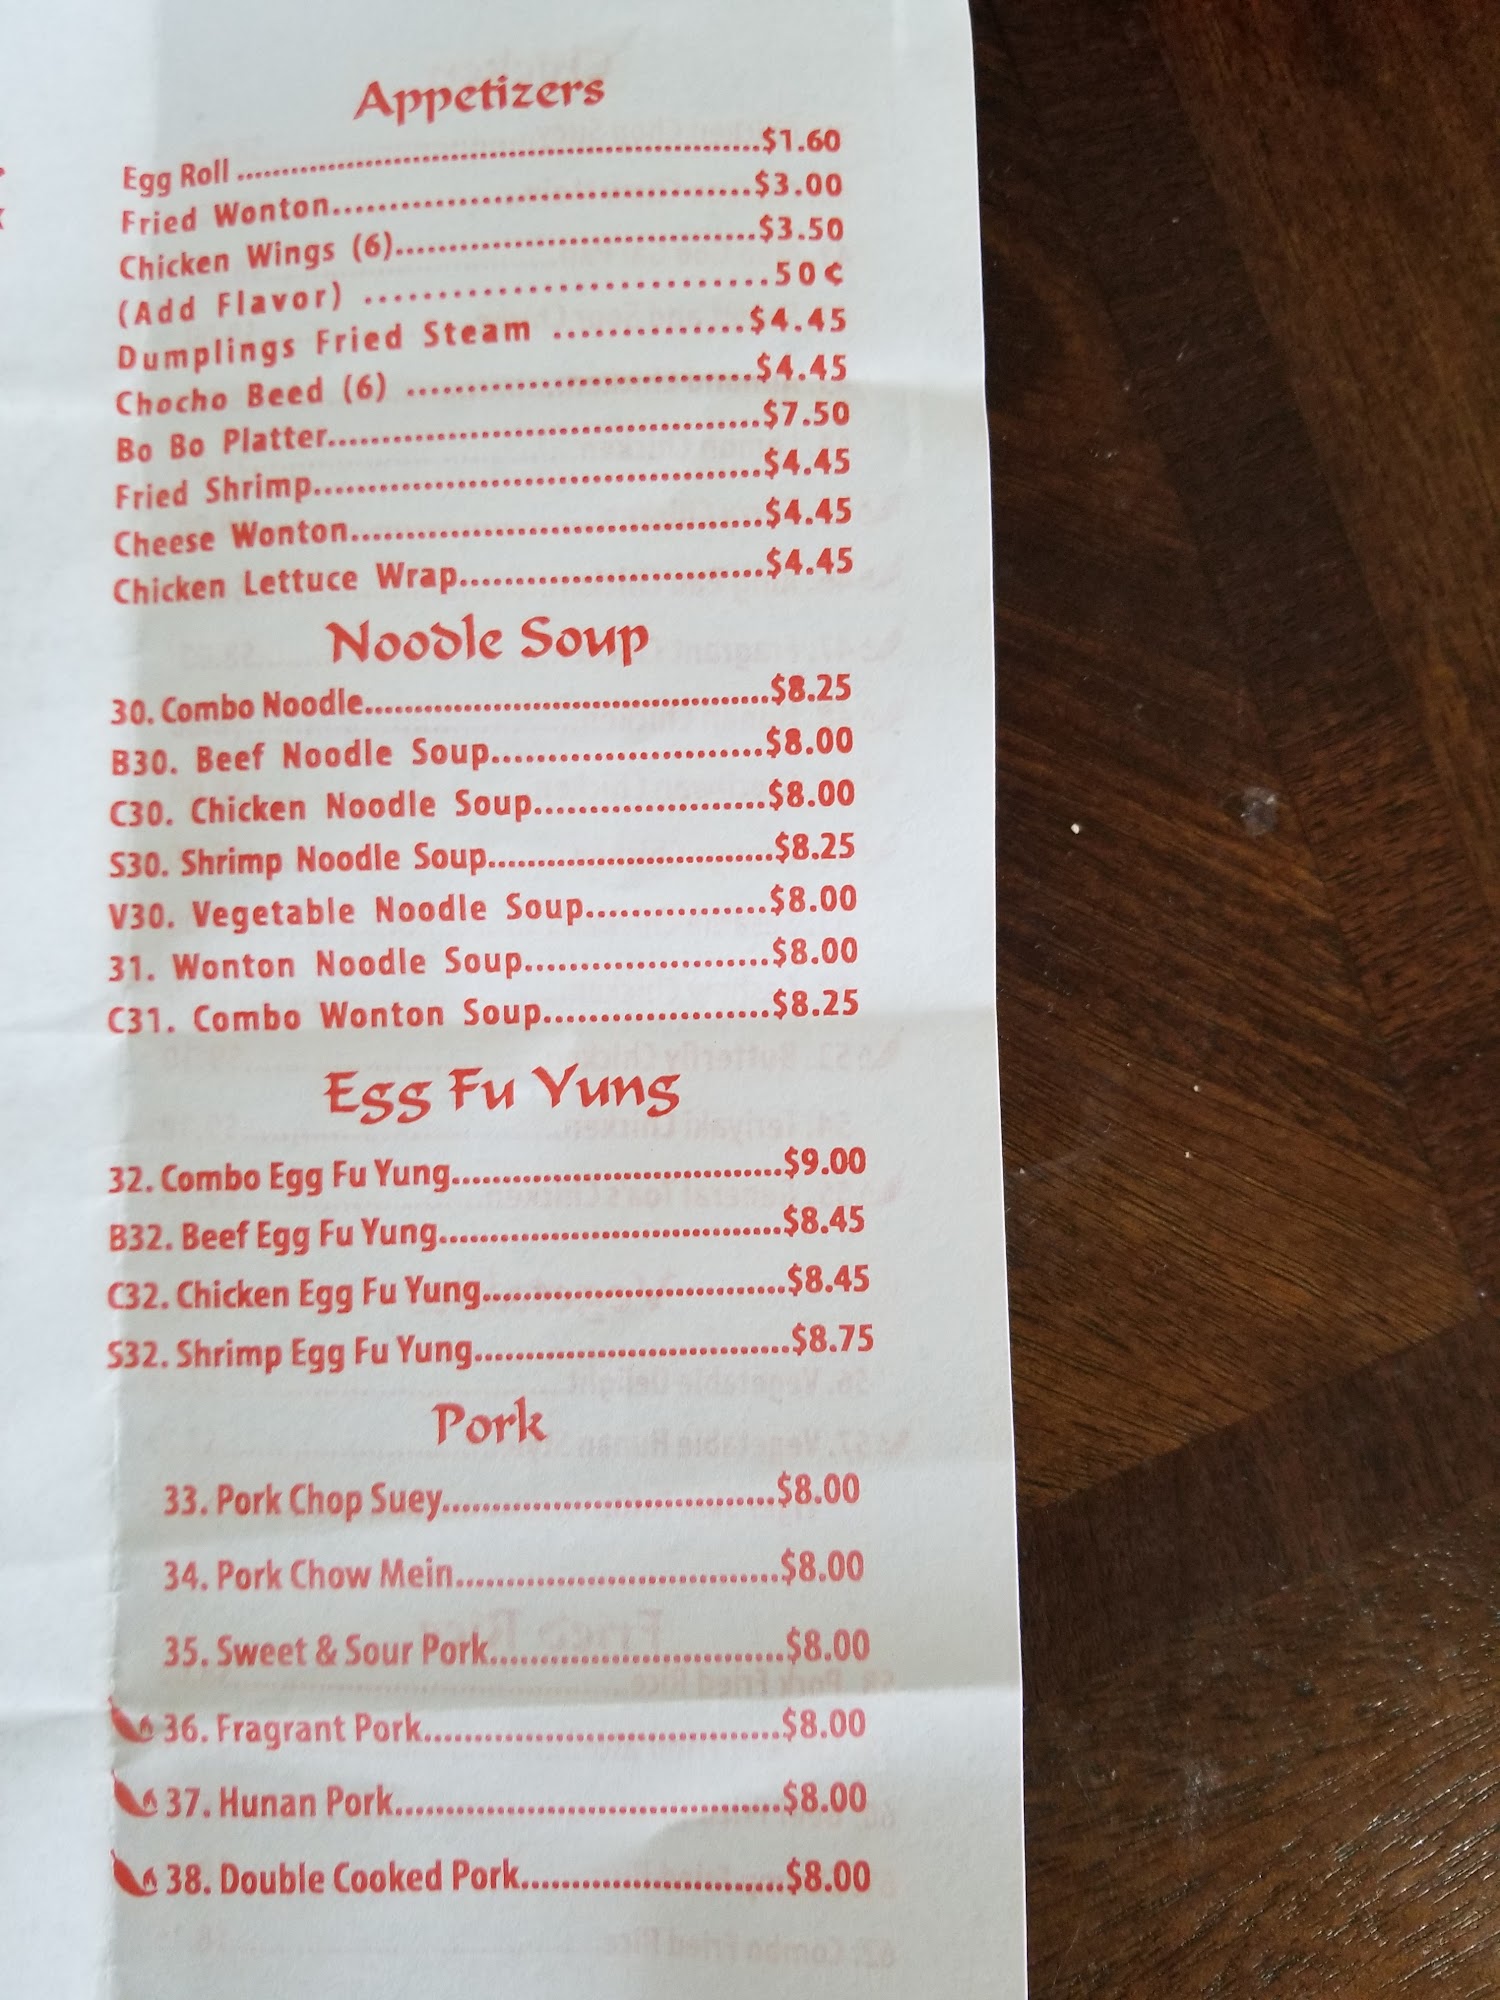 Appetizers
Egg Roll ........................................................$1.60
Fried Wonton.............................................$3.00
Chicken Wings (6).......................................$3.50
(Add Flavor) ............................50¢
Dumplings Fried Steam ..............$4.45
Chocho Beed (6) ..............................$4.45
Bo Bo Platter...............................................$7.50
Fried Shrimp.................................................$4.45
Cheese Wonton.............................................$4.45
Chicken Lettuce Wrap..............................$4.45
Noodle Soup
30. Combo Noodle.........................................$8.25
B30. Beef Noodle Soup...........................$8.00
C30. Chicken Noodle Soup.......................$8.00
S30. Shrimp Noodle Soup.............................$8.25
V30. Vegetable Noodle Soup................$8.00
31. Wonton Noodle Soup......................$8.00
C31. Combo Wonton Soup....................$8.25
Egg Fu Yung
32. Combo Egg Fu Yung.................................$9.00
B32. Beef Egg Fu Yung...................................$8.45
C32. Chicken Egg Fu Yung..............................$8.45
S32. Shrimp Egg Fu Yung...............................$8.75
Pork
33. Pork Chop Suey.................................$8.00
34. Pork Chow Mein................................$8.00
35. Sweet & Sour Pork.............................$8.00
36. Fragrant Pork...................................$8.00
37. Hunan Pork......................................$8.00
38. Double Cooked Pork..........................$8.00